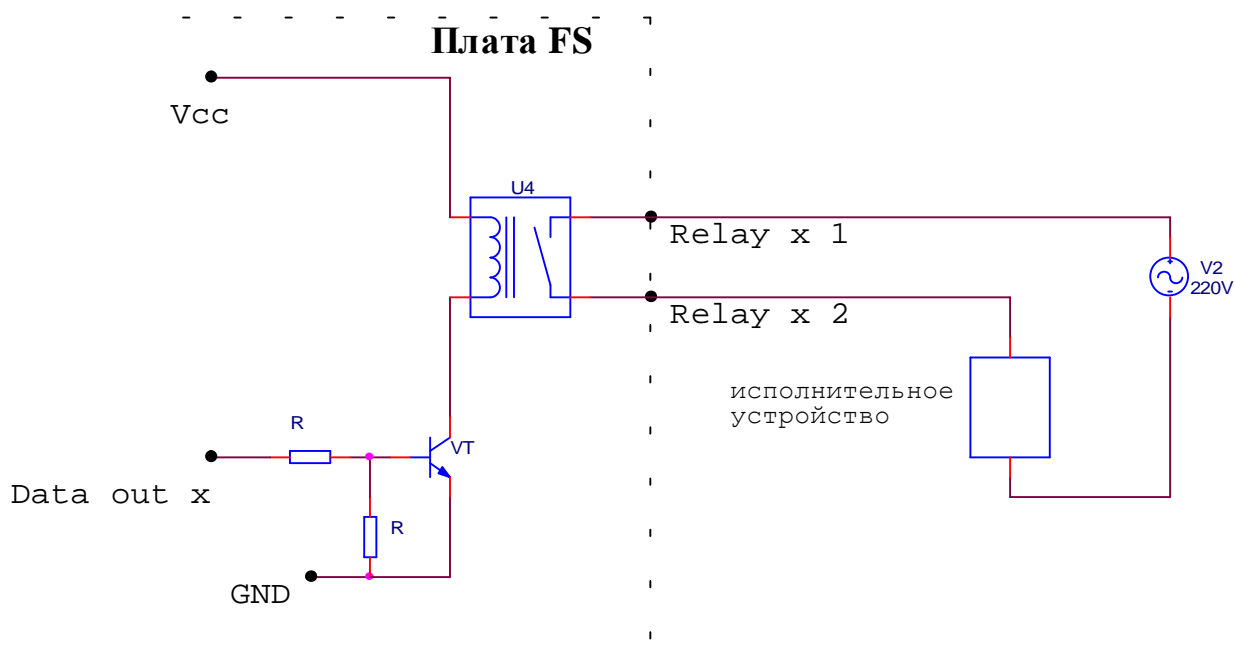 Плата FS
Vcc
U4
Relay x 1
V2
220V
Relay x 2
исполнительное
устройство
R
VT
Data out x
R
GND